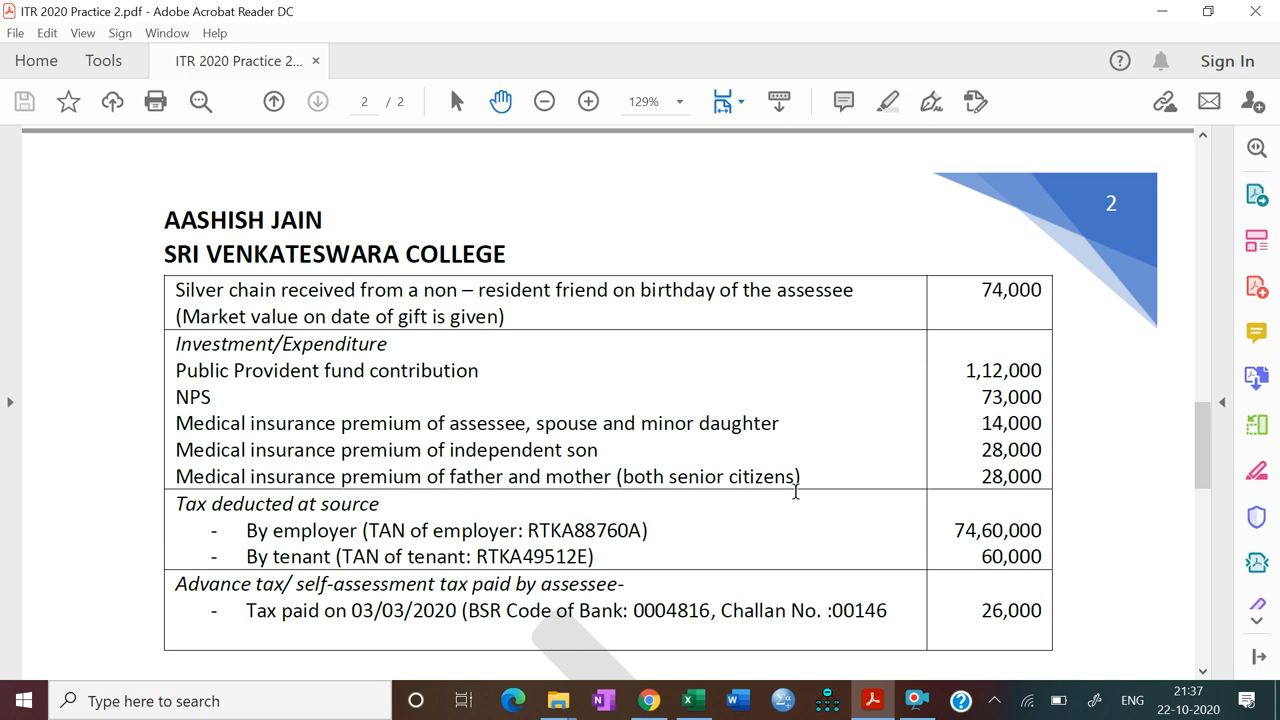 ITR 2020 Practice 2.pdf - Adobe Acrobat Reader DC
File Edit View Sign Window Help
Home Tools ITR 2020 Practice 2... × Sign In
2 / 2 129%
2
AASHISH JAIN
SRI VENKATESWARA COLLEGE
Silver chain received from a non – resident friend on birthday of the assessee 74,000
(Market value on date of gift is given)
Investment/Expenditure
Public Provident fund contribution 1,12,000
NPS 73,000
Medical insurance premium of assessee, spouse and minor daughter 14,000
Medical insurance premium of independent son 28,000
Medical insurance premium of father and mother (both senior citizens) 28,000
Tax deducted at source
- By employer (TAN of employer: RTKA88760A) 74,60,000
- By tenant (TAN of tenant: RTKA49512E) 60,000
Advance tax/ self-assessment tax paid by assessee-
- Tax paid on 03/03/2020 (BSR Code of Bank: 0004816, Challan No. :00146 26,000
Type here to search
ENG
21:37
22-10-2020